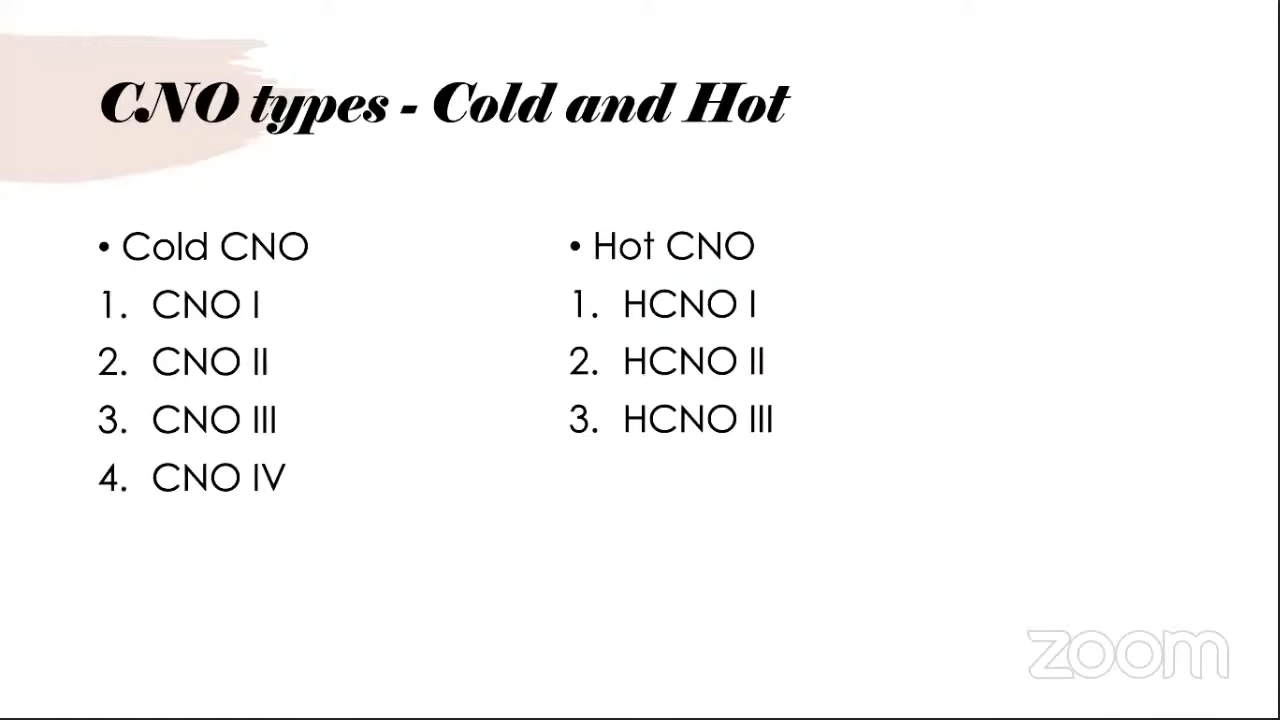 CNO types - Cold and Hot
• Cold CNO
1. CNO I
2. CNO II
3. CNO III
4. CNO IV
• Hot CNO
1. HCNO I
2. HCNO II
3. HCNO III
zoom